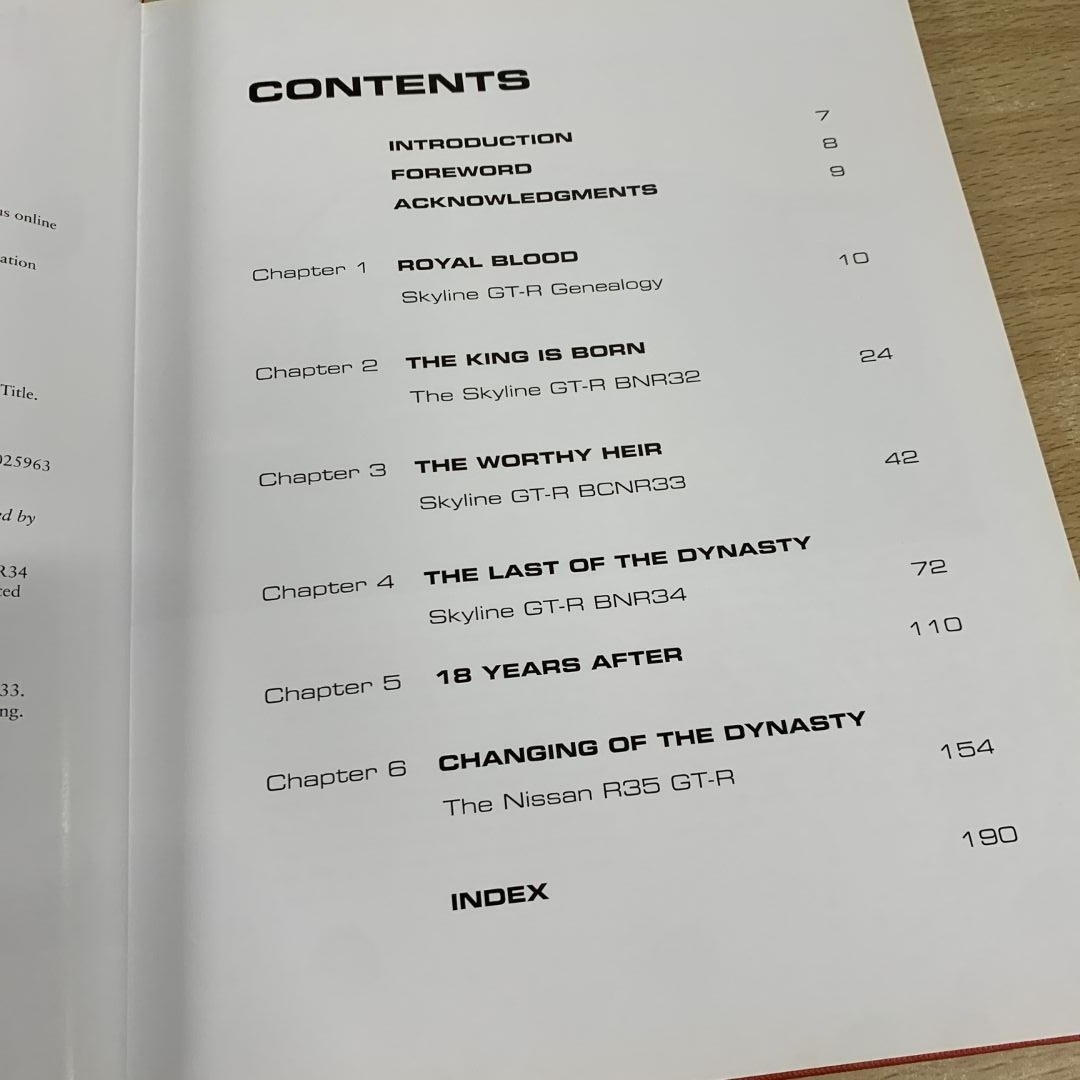 us online
ation
Title.
025963
ed by
R34
ted
33.
ng.
CONTENTS
INTRODUCTION 7
FOREWORD 8
ACKNOWLEDGMENTS 9
Chapter 1 ROYAL BLOOD 10
Skyline GT-R Genealogy
Chapter 2 THE KING IS BORN 24
The Skyline GT-R BNR32
Chapter 3 THE WORTHY HEIR 42
Skyline GT-R BCNR33
Chapter 4 THE LAST OF THE DYNASTY 72
Skyline GT-R BNR34
Chapter 5 18 YEARS AFTER 110
Chapter 6 CHANGING OF THE DYNASTY 154
The Nissan R35 GT-R
INDEX 190